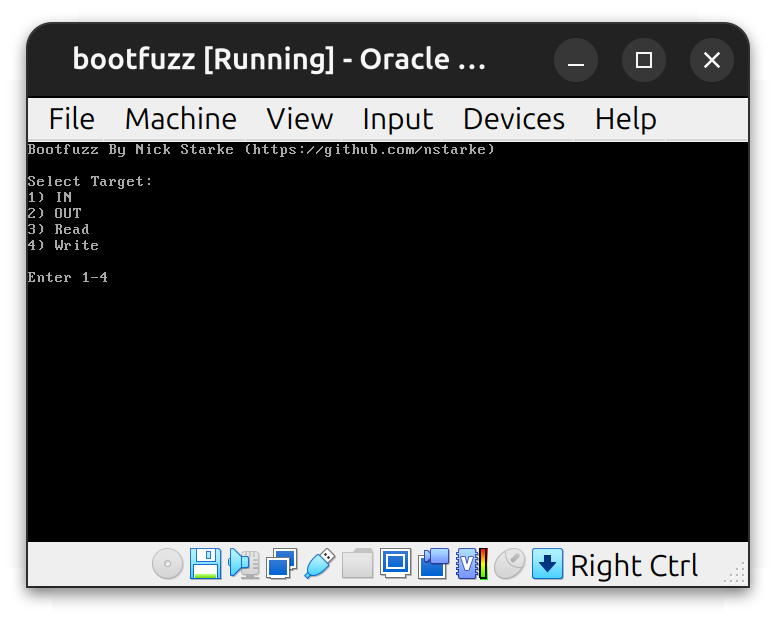 bootfuzz [Running] - Oracle ...
File Machine View Input Devices Help
Bootfuzz By Nick Starke (https://github.com/nstarke)
Select Target:
1) IN
2) OUT
3) Read
4) Write
Enter 1-4
V
Right Ctrl